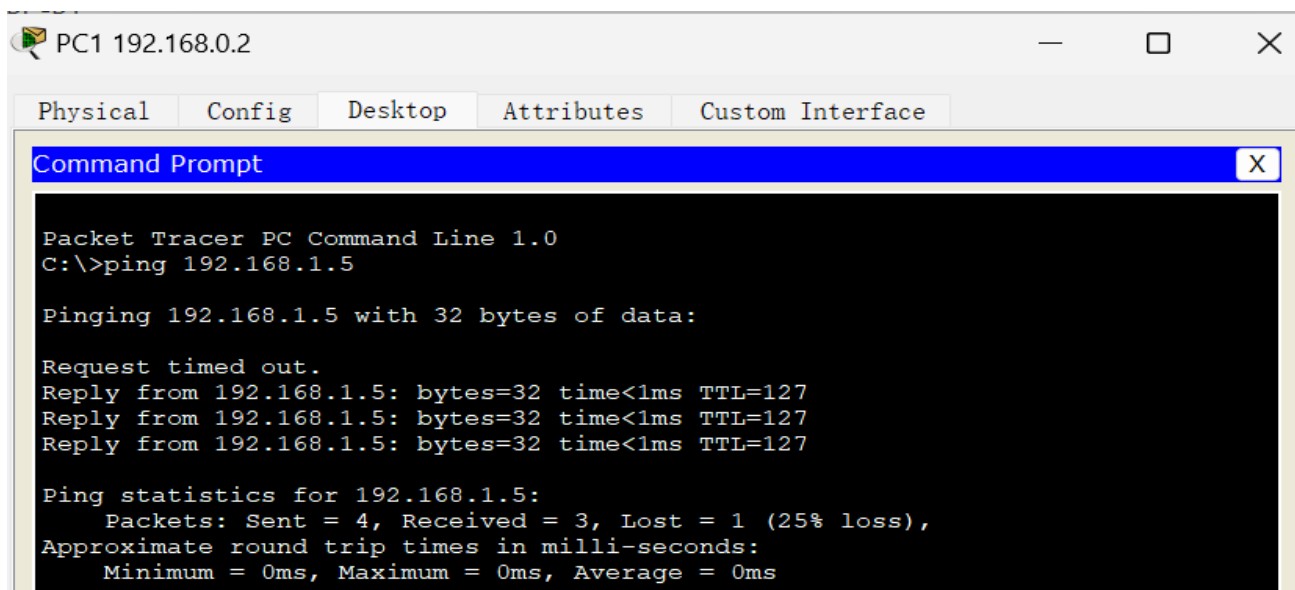 PC1 192.168.0.2
Physical Config Desktop Attributes Custom Interface
Command Prompt X
Packet Tracer PC Command Line 1.0
C:\>ping 192.168.1.5
Pinging 192.168.1.5 with 32 bytes of data:
Request timed out.
Reply from 192.168.1.5: bytes=32 time<1ms TTL=127
Reply from 192.168.1.5: bytes=32 time<1ms TTL=127
Reply from 192.168.1.5: bytes=32 time<1ms TTL=127
Ping statistics for 192.168.1.5:
Packets: Sent = 4, Received = 3, Lost = 1 (25% loss),
Approximate round trip times in milli-seconds:
Minimum = 0ms, Maximum = 0ms, Average = 0ms